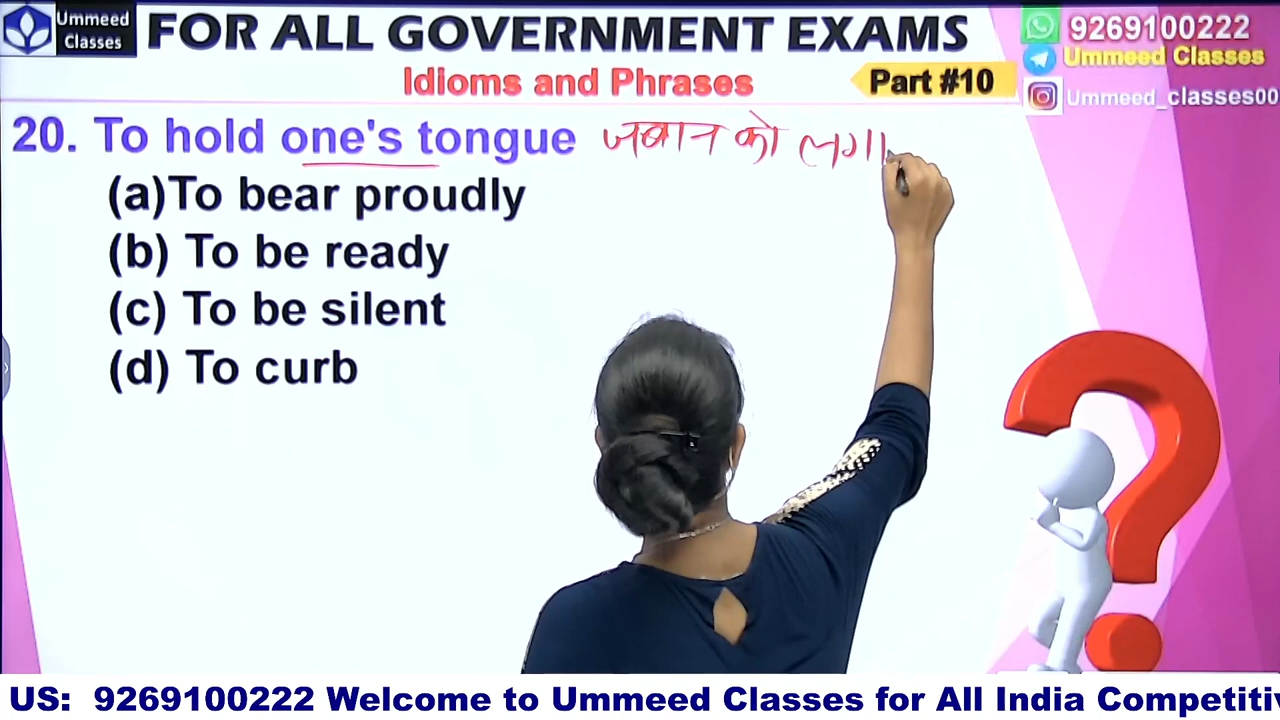 Ummeed
Classes
FOR ALL GOVERNMENT EXAMS
Idioms and Phrases
Part #10
9269100222
Ummeed Classes
Ummeed_classes00
20. To hold one's tongue जबान को लगा
(a)To bear proudly
(b) To be ready
(c) To be silent
(d) To curb
US: 9269100222 Welcome to Ummeed Classes for All India Competitiv